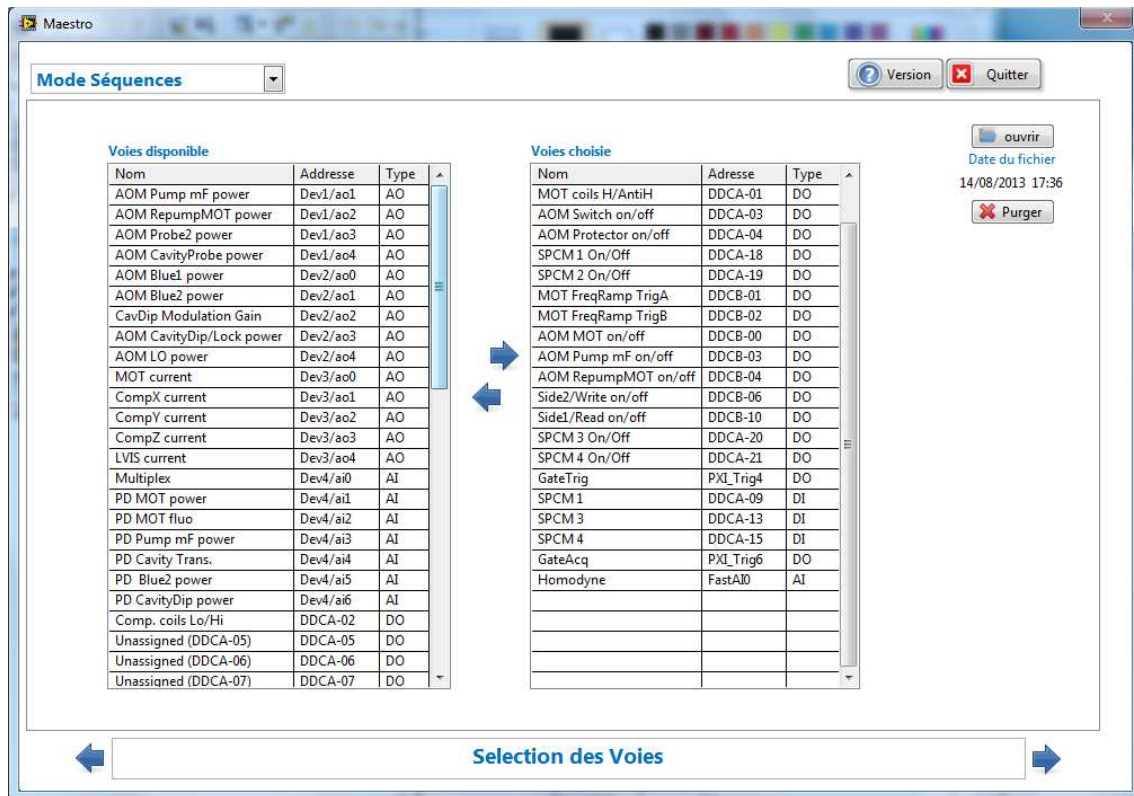 Maestro
Mode Séquences
Version
Quitter
ouvrir
Date du fichier
14/08/2013 17:36
Purger
Voies disponible
Nom Addresse Type
AOM Pump mF power Dev1/ao1 AO
AOM RepumpMOT power Dev1/ao2 AO
AOM Probe2 power Dev1/ao3 AO
AOM CavityProbe power Dev1/ao4 AO
AOM Blue1 power Dev2/ao0 AO
AOM Blue2 power Dev2/ao1 AO
CavDip Modulation Gain Dev2/ao2 AO
AOM CavityDip/Lock power Dev2/ao3 AO
AOM LO power Dev2/ao4 AO
MOT current Dev3/ao0 AO
CompX current Dev3/ao1 AO
CompY current Dev3/ao2 AO
CompZ current Dev3/ao3 AO
LVIS current Dev3/ao4 AO
Multiplex Dev4/ai0 AI
PD MOT power Dev4/ai1 AI
PD MOT fluo Dev4/ai2 AI
PD Pump mF power Dev4/ai3 AI
PD Cavity Trans. Dev4/ai4 AI
PD Blue2 power Dev4/ai5 AI
PD CavityDip power Dev4/ai6 AI
Comp. coils Lo/Hi DDCA-02 DO
Unassigned (DDCA-05) DDCA-05 DO
Unassigned (DDCA-06) DDCA-06 DO
Unassigned (DDCA-07) DDCA-07 DO
Voies choisie
Nom Adresse Type
MOT coils H/AntiH DDCA-01 DO
AOM Switch on/off DDCA-03 DO
AOM Protector on/off DDCA-04 DO
SPCM 1 On/Off DDCA-18 DO
SPCM 2 On/Off DDCA-19 DO
MOT FreqRamp TrigA DDCB-01 DO
MOT FreqRamp TrigB DDCB-02 DO
AOM MOT on/off DDCB-00 DO
AOM Pump mF on/off DDCB-03 DO
AOM RepumpMOT on/off DDCB-04 DO
Side2/Write on/off DDCB-06 DO
Side1/Read on/off DDCB-10 DO
SPCM 3 On/Off DDCA-20 DO
SPCM 4 On/Off DDCA-21 DO
GateTrig PXI_Trig4 DO
SPCM 1 DDCA-09 DI
SPCM 3 DDCA-13 DI
SPCM 4 DDCA-15 DI
GateAcq PXI_Trig6 DO
Homodyne FastAI0 AI
Selection des Voies